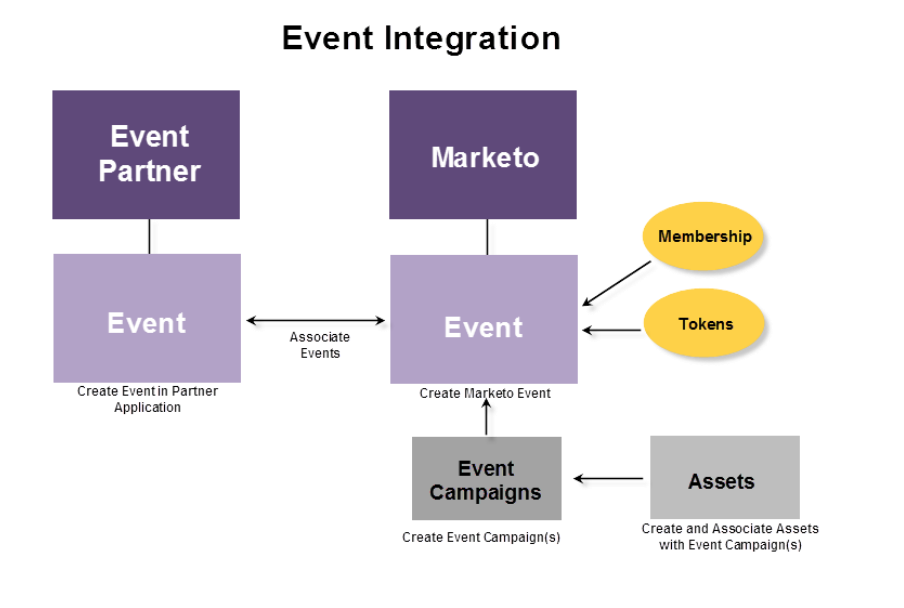 Event Integration
Event
Partner
Marketo
Membership
Event
Associate
Events
Event
Tokens
Create Event in Partner
Application
Create Marketo Event
Event
Campaigns
Assets
Create Event Campaign(s)
Create and Associate Assets
with Event Campaign(s)